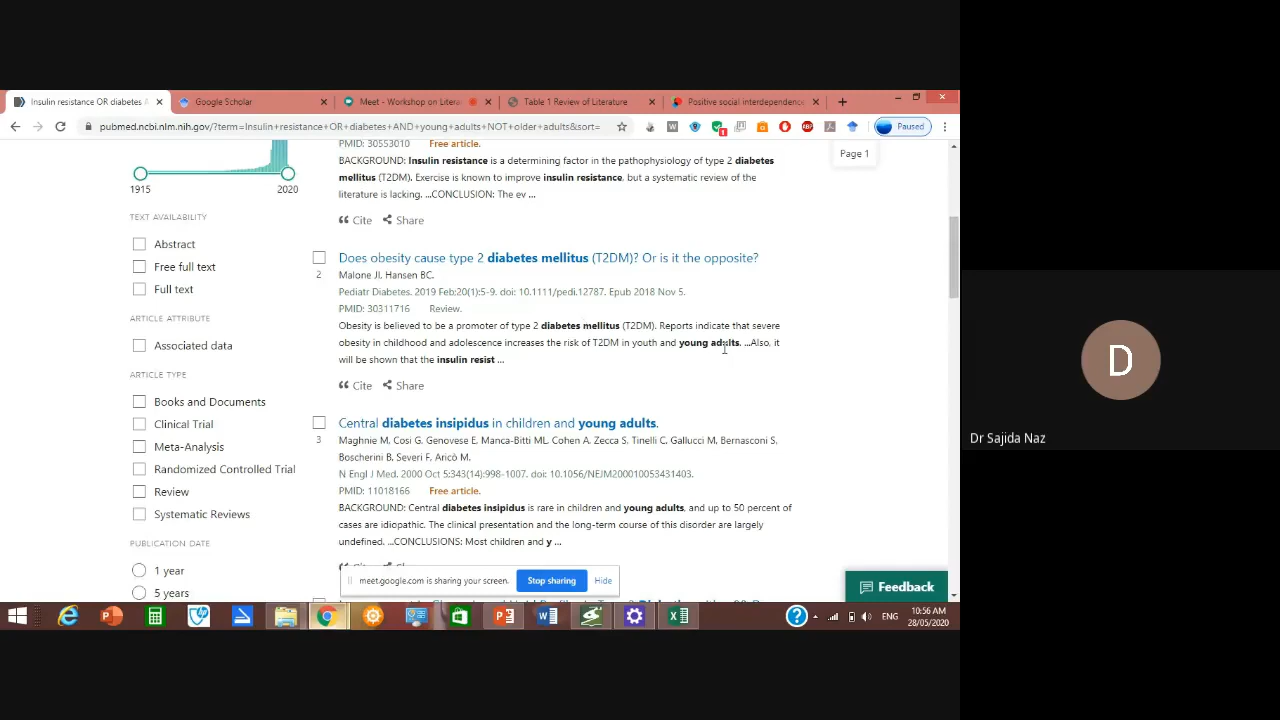 Insulin resistance OR diabetes A
Google Scholar
Meet - Workshop on Litera
Table 1 Review of Literature
Positive social interdependence
pubmed.ncbi.nlm.nih.gov/?term=Insulin+resistance+OR+diabetes+AND+young+adults+NOT+older+adults&sort=
Paused
Page 1
1915 2020
TEXT AVAILABILITY
Abstract
Free full text
Full text
ARTICLE ATTRIBUTE
Associated data
ARTICLE TYPE
Books and Documents
Clinical Trial
Meta-Analysis
Randomized Controlled Trial
Review
Systematic Reviews
PUBLICATION DATE
1 year
5 years
PMID: 30553010 Free article.
BACKGROUND: Insulin resistance is a determining factor in the pathophysiology of type 2 diabetes
mellitus (T2DM). Exercise is known to improve insulin resistance, but a systematic review of the
literature is lacking. ...CONCLUSION: The ev ...
Cite Share
2
Does obesity cause type 2 diabetes mellitus (T2DM)? Or is it the opposite?
Malone JI, Hansen BC.
Pediatr Diabetes. 2019 Feb;20(1):5-9. doi: 10.1111/pedi.12787. Epub 2018 Nov 5.
PMID: 30311716 Review.
Obesity is believed to be a promoter of type 2 diabetes mellitus (T2DM). Reports indicate that severe
obesity in childhood and adolescence increases the risk of T2DM in youth and young adults. ...Also, it
will be shown that the insulin resist ...
Cite Share
3
Central diabetes insipidus in children and young adults.
Maghnie M, Cosi G, Genovese E, Manca-Bitti ML, Cohen A, Zecca S, Tinelli C, Gallucci M, Bernasconi S,
Boscherini B, Severi F, Aricò M.
N Engl J Med. 2000 Oct 5;343(14):998-1007. doi: 10.1056/NEJM200010053431403.
PMID: 11018166 Free article.
BACKGROUND: Central diabetes insipidus is rare in children and young adults, and up to 50 percent of
cases are idiopathic. The clinical presentation and the long-term course of this disorder are largely
undefined. ...CONCLUSIONS: Most children and y ...
meet.google.com is sharing your screen.
Stop sharing
Hide
Feedback
ENG
10:56 AM
28/05/2020
D
Dr Sajida Naz